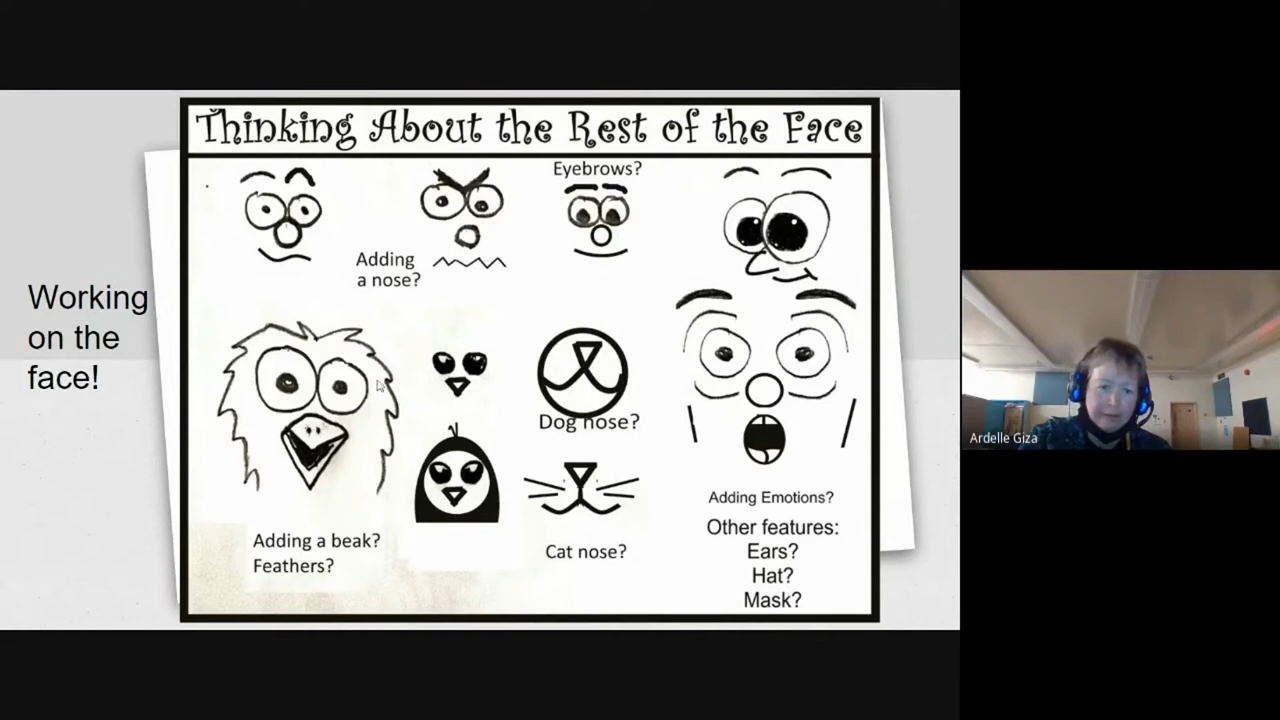 Working
on the
face!
Thinking About the Rest of the Face
Eyebrows?
Adding
a nose?
Dog nose?
Adding a beak?
Feathers?
Cat nose?
Adding Emotions?
Other features:
Ears?
Hat?
Mask?
Ardelle Giza